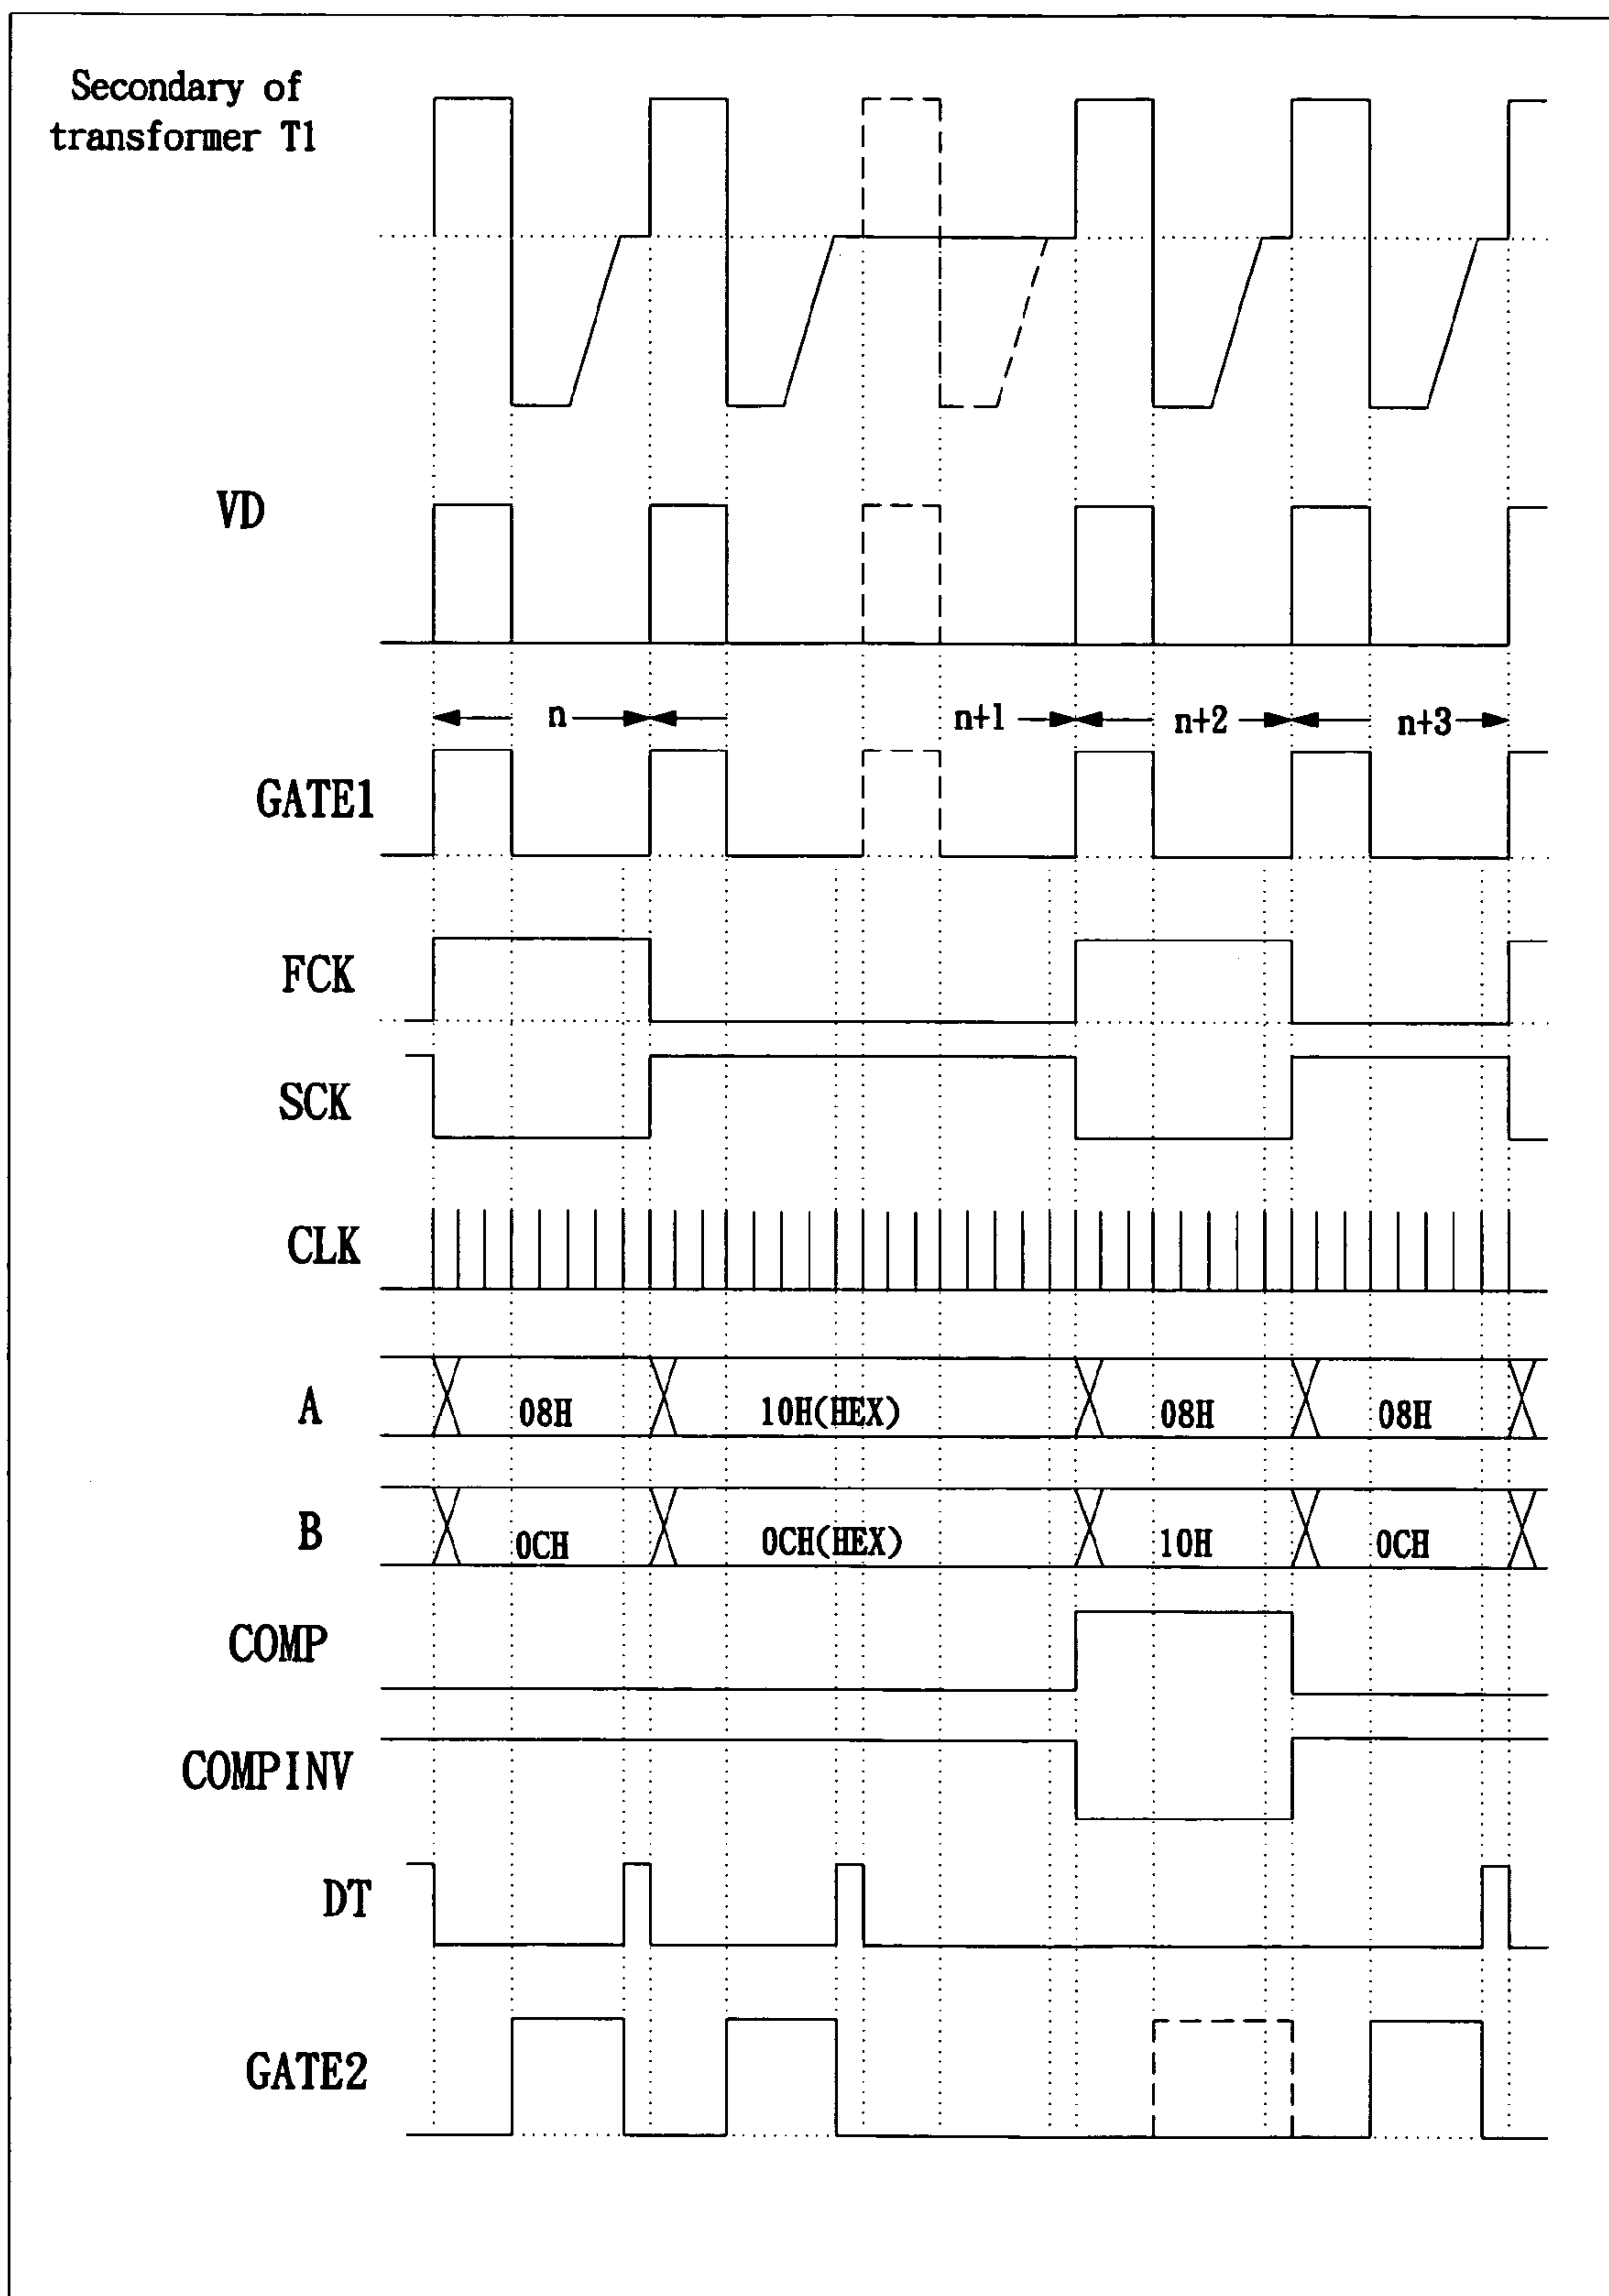 Secondary of
transformer T1
VD
n n+1 n+2 n+3
GATE1
FCK
SCK
CLK
A 08H 10H(HEX) 08H 08H
B 0CH 0CH(HEX) 10H 0CH
COMP
COMPINV
DT
GATE2